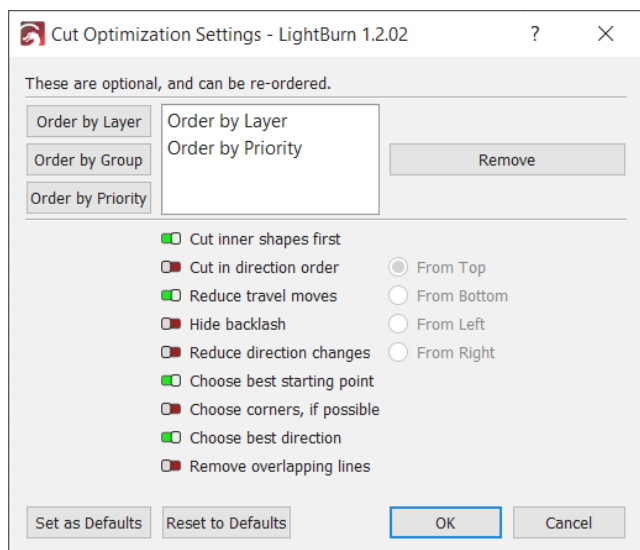 Cut Optimization Settings - LightBurn 1.2.02
These are optional, and can be re-ordered.
Order by Layer
Order by Group
Order by Priority
Order by Layer
Order by Priority
Remove
Cut inner shapes first
Cut in direction order
Reduce travel moves
Hide backlash
Reduce direction changes
Choose best starting point
Choose corners, if possible
Choose best direction
Remove overlapping lines
From Top
From Bottom
From Left
From Right
Set as Defaults
Reset to Defaults
OK
Cancel